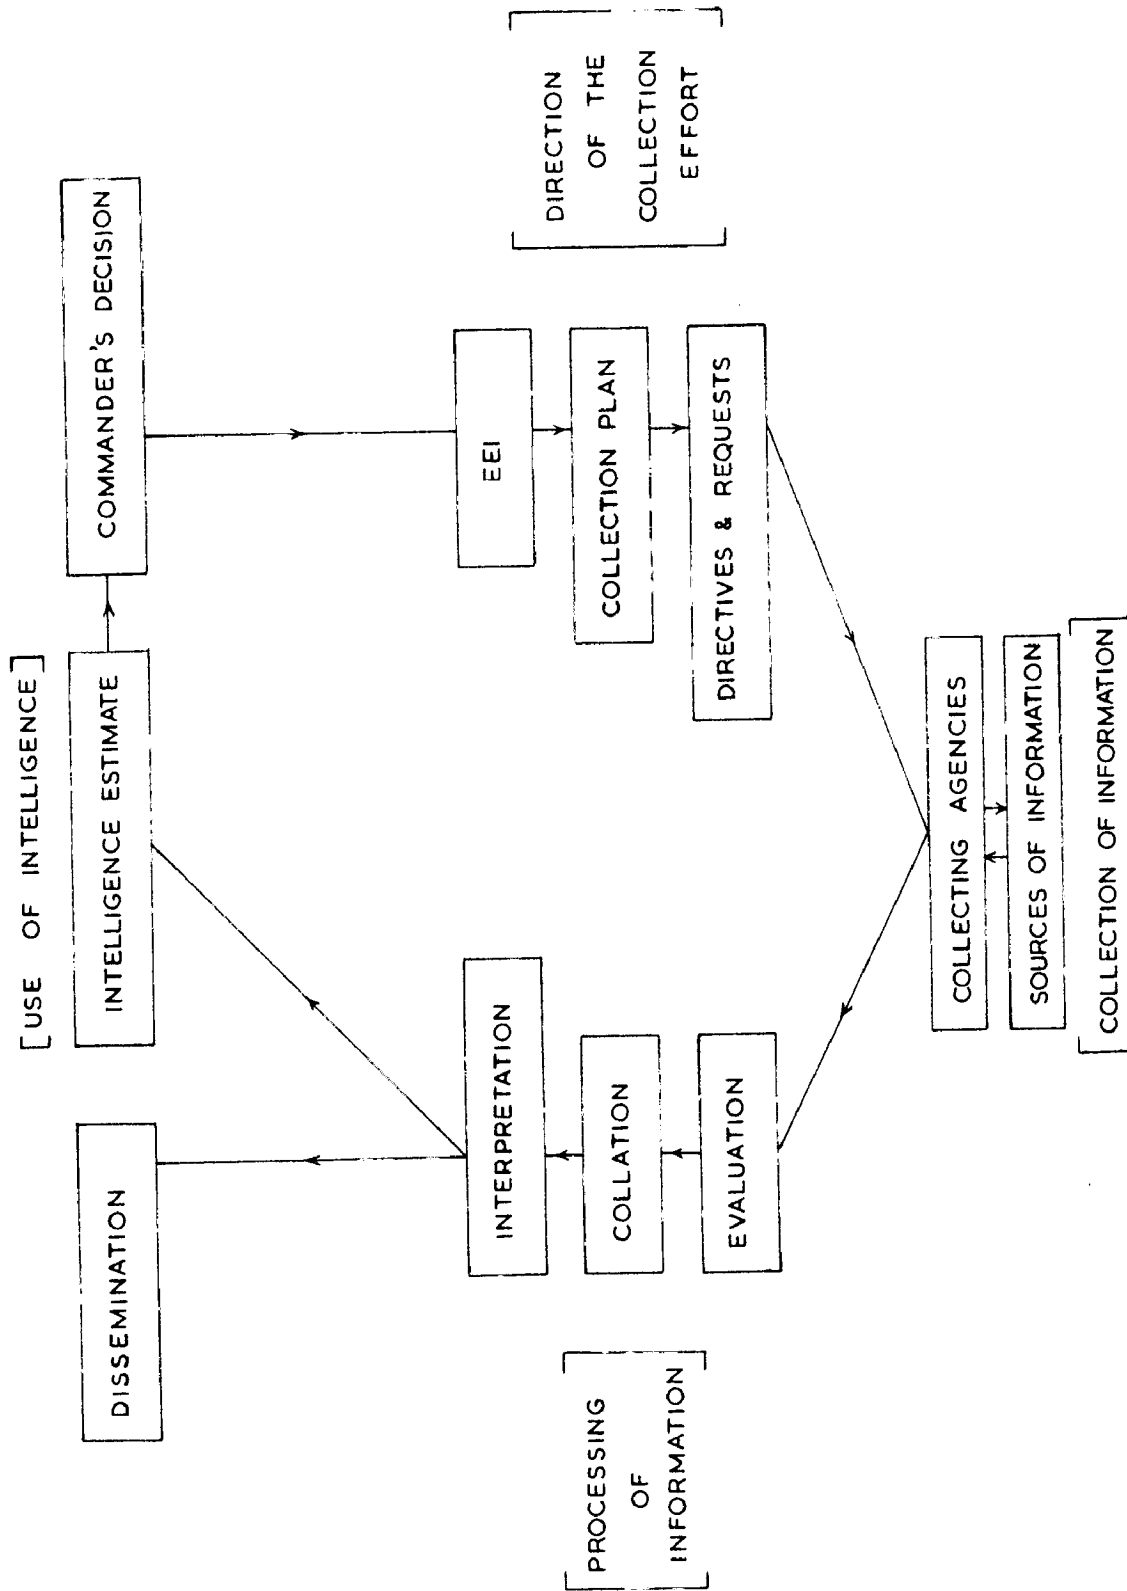 [USE OF INTELLIGENCE]
DISSEMINATION
INTELLIGENCE ESTIMATE
COMMANDER'S DECISION
[PROCESSING
OF
INFORMATION]
INTERPRETATION
COLLATION
EVALUATION
EEI
COLLECTION PLAN
DIRECTIVES & REQUESTS
[DIRECTION
OF THE
COLLECTION
EFFORT]
COLLECTING AGENCIES
SOURCES OF INFORMATION
[COLLECTION OF INFORMATION]